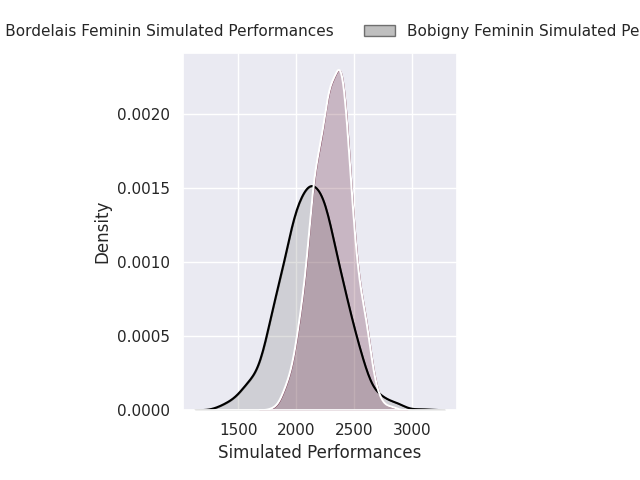 Bordelais Feminin Simulated Performances
Bobigny Feminin Simulated Pe
0.0020
0.0015
0.0010
0.0005
0.0000
Density
1500 2000 2500 3000
Simulated Performances